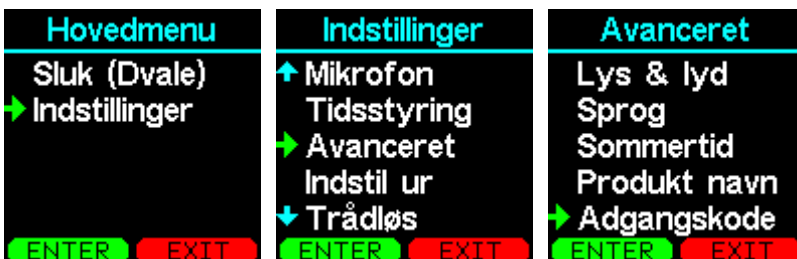 Hovedmenu
Sluk (Dvale)
Indstillinger
ENTER EXIT
Indstillinger
Mikrofon
Tidsstyring
Avanceret
Indstil ur
Trådløs
ENTER EXIT
Avanceret
Lys & lyd
Sprog
Sommertid
Produkt navn
Adgangskode
ENTER EXIT